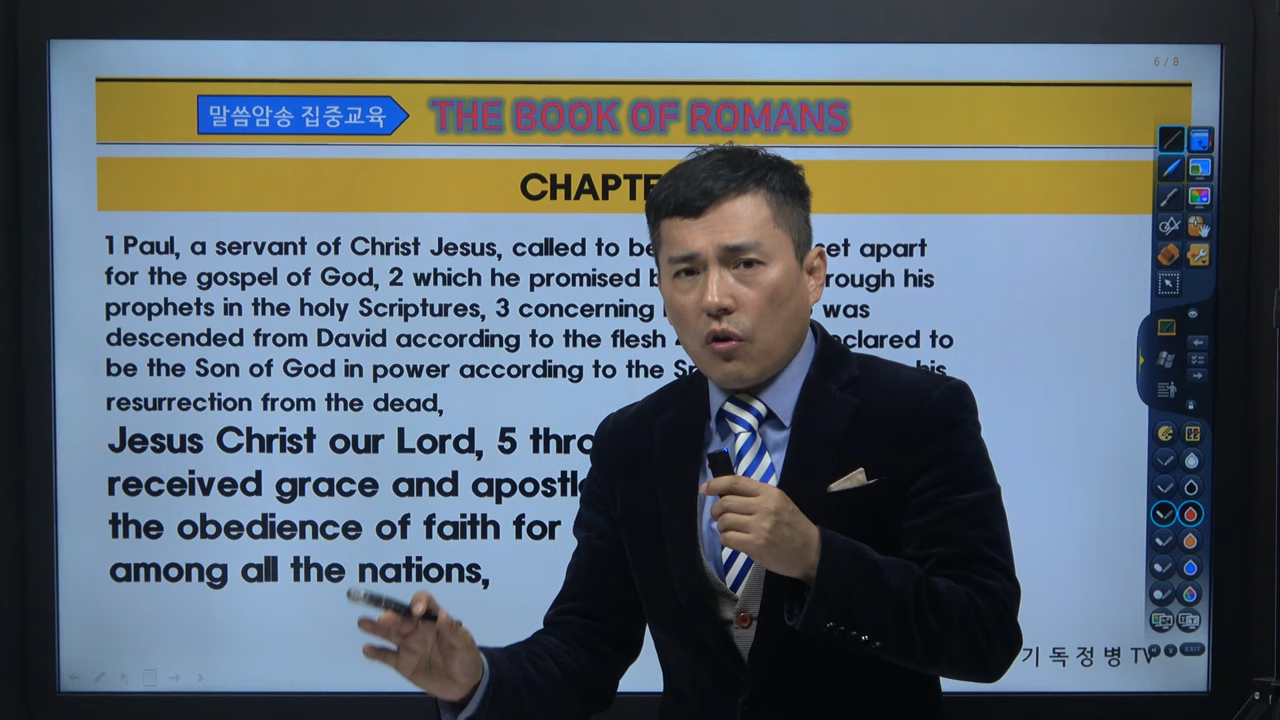 6 / 8
말씀암송 집중교육 THE BOOK OF ROMANS
CHAPTE
1 Paul, a servant of Christ Jesus, called to be set apart
for the gospel of God, 2 which he promised rough his
prophets in the holy Scriptures, 3 concerning was
descended from David according to the flesh eclared to
be the Son of God in power according to the his
resurrection from the dead,
Jesus Christ our Lord, 5
received grace and
the obedience of faith for
among all the nations,
기독정병 TV
EXIT